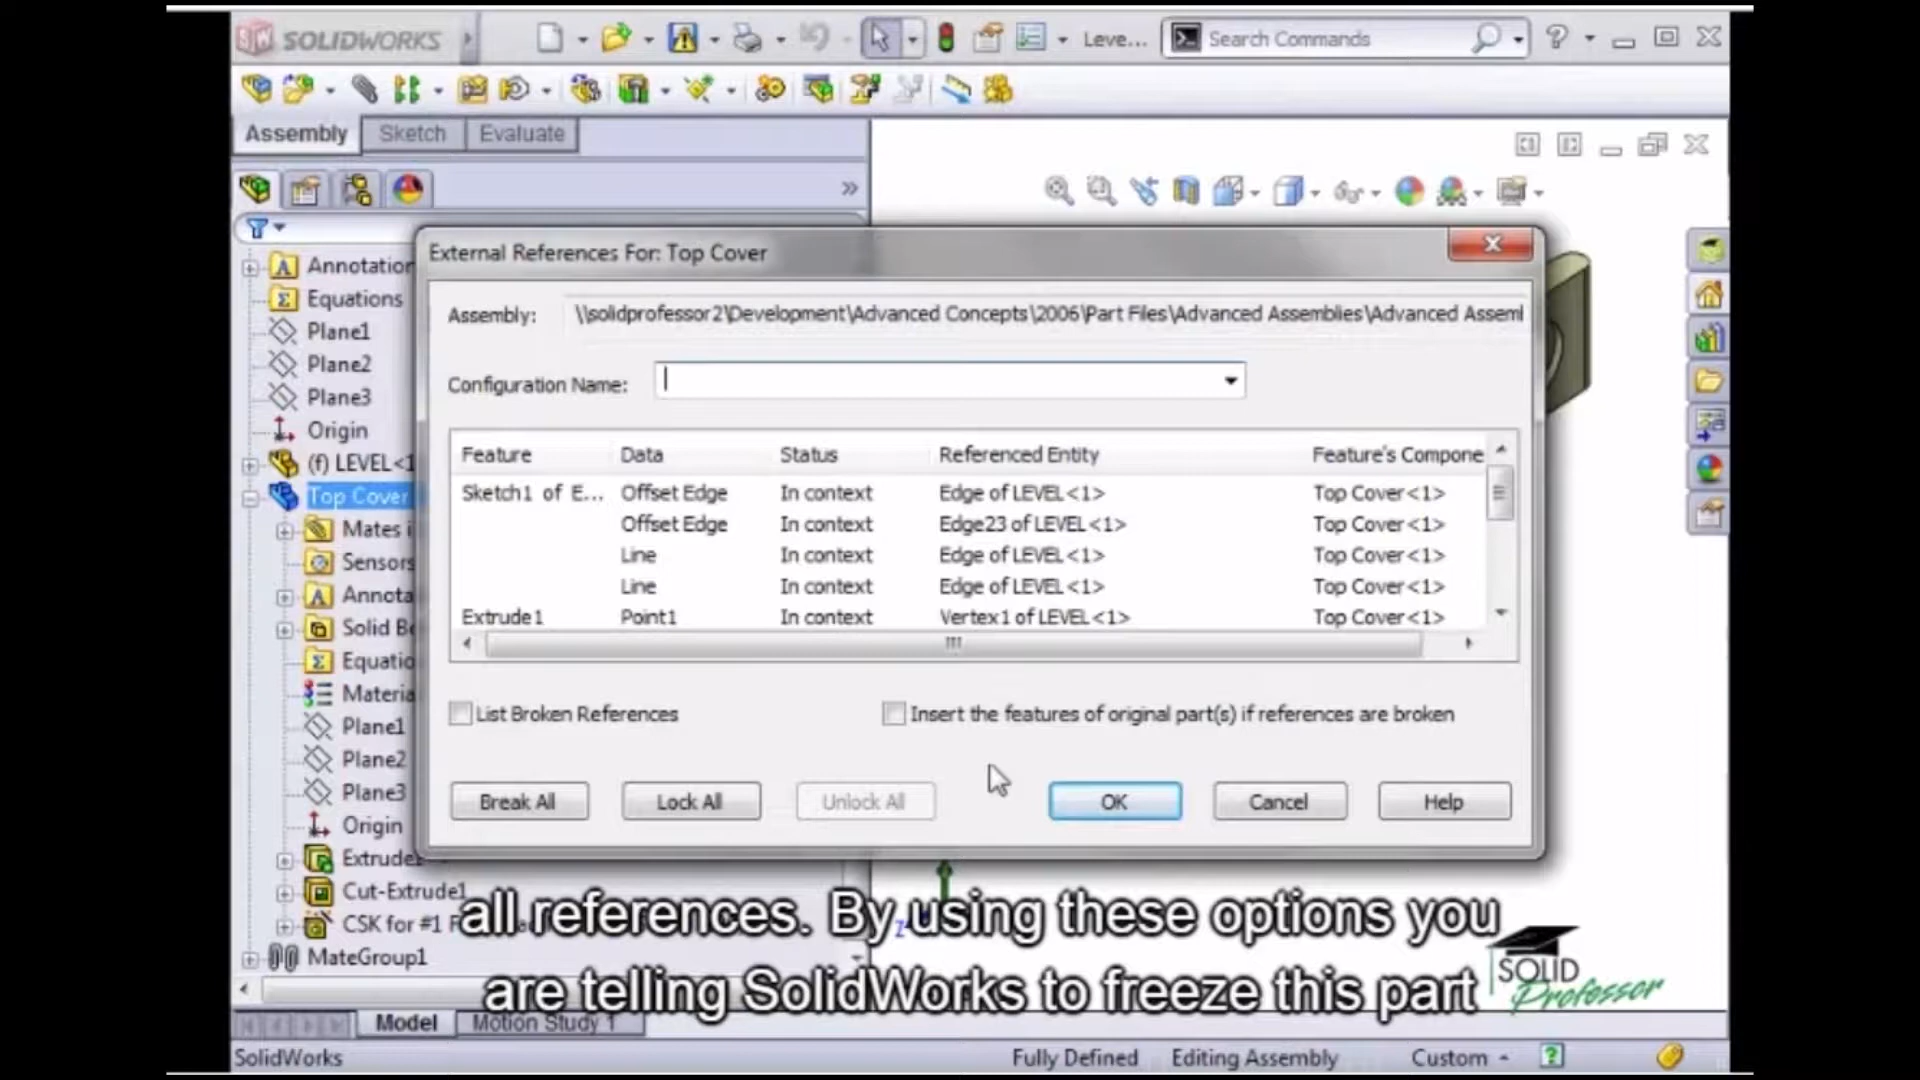 SOLIDWORKS
Leve...
Search Commands
Assembly
Sketch
Evaluate
External References For: Top Cover
Assembly: \\solidprofessor2\Development\Advanced Concepts\2006\Part Files\Advanced Assemblies\Advanced Asseml
Configuration Name:
Feature Data Status Referenced Entity Feature's Compone
Sketch1 of E... Offset Edge In context Edge of LEVEL<1> Top Cover<1>
Offset Edge In context Edge23 of LEVEL<1> Top Cover<1>
Line In context Edge of LEVEL<1> Top Cover<1>
Line In context Edge of LEVEL<1> Top Cover<1>
Extrude1 Point1 In context Vertex1 of LEVEL<1> Top Cover<1>
List Broken References
Insert the features of original part(s) if references are broken
Break All
Lock All
Unlock All
OK
Cancel
Help
Annotation
Equations
Plane1
Plane2
Plane3
Origin
(f) LEVEL<1
Top Cover
Mates i
Sensors
Annota
Solid Bo
Equatio
Materia
Plane1
Plane2
Plane3
Origin
Extrude
Cut-Extrude1
CSK for #1
MateGroup1
all references. By using these options you
are telling SolidWorks to freeze this part
SOLID
Professor
Model
Motion Study 1
SolidWorks
Fully Defined
Editing Assembly
Custom